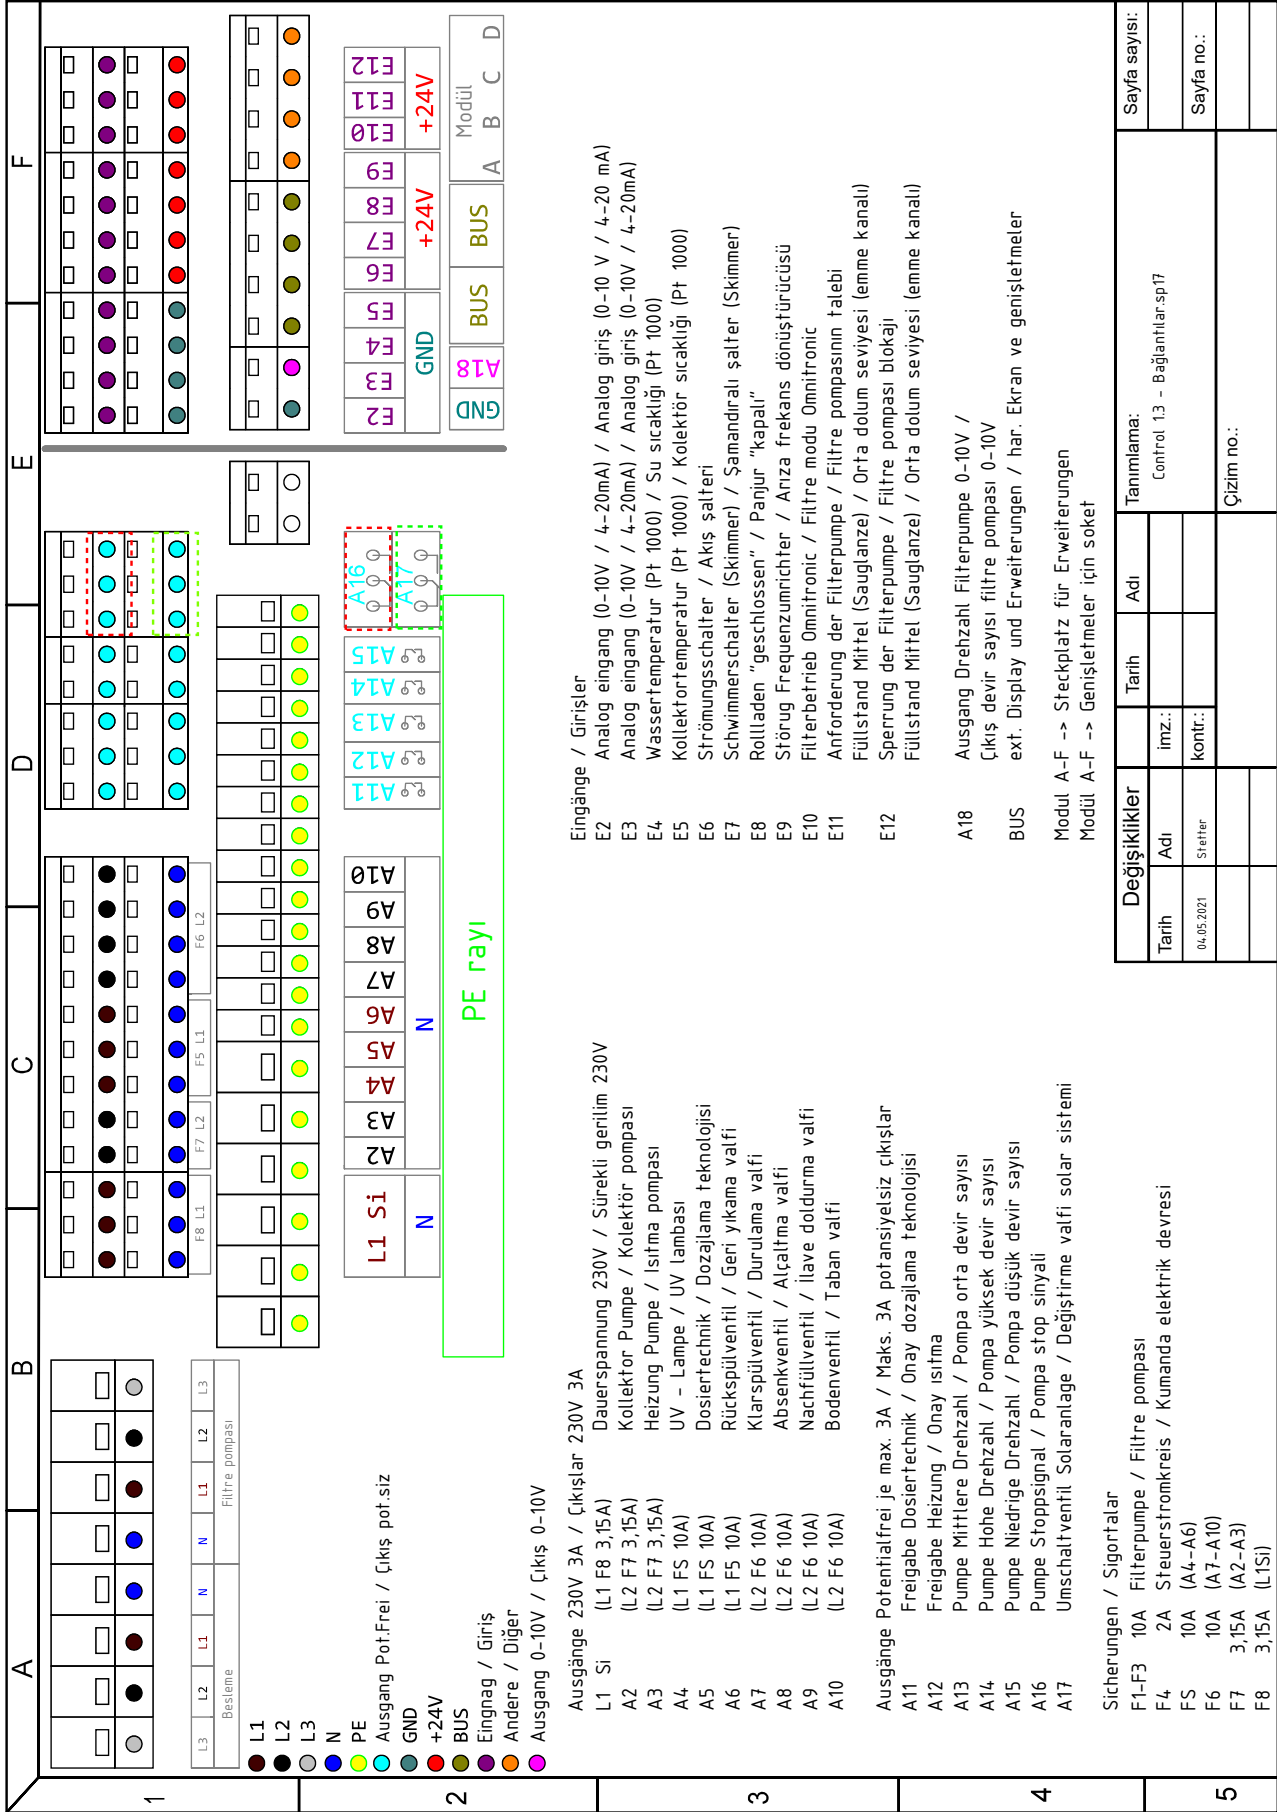 A B C D E F
1
2
3
4
5
L3 L2 L1 N N L1 L2 L3
Besleme Filtre pompası
F8 L1 F7 L2 F5 L1 F6 L2
L1 Si A2 A3 A4 A5 A6 A7 A8 A9 A10
N N
PE rayı
A11 A12 A13 A14 A15 A16 A17
E2 E3 E4 E5 E6 E7 E8 E9 E10 E11 E12
GND +24V +24V
GND A18 BUS BUS Modül
A B C D
L1
L2
L3
N
PE
Ausgang Pot.Frei / Çıkış pot.siz
GND
+24V
BUS
Eingnag / Giriş
Andere / Diğer
Ausgang 0-10V / Çıkış 0-10V
Ausgänge 230V 3A / Çıkışlar 230V 3A
L1 Si (L1 F8 3,15A) Dauerspannung 230V / Sürekli gerilim 230V
A2 (L2 F7 3,15A) Kollektor Pumpe / Kolektör pompası
A3 (L2 F7 3,15A) Heizung Pumpe / Isıtma pompası
A4 (L1 FS 10A) UV - Lampe / UV lambası
A5 (L1 FS 10A) Dosiertechnik / Dozajlama teknolojisi
A6 (L1 F5 10A) Rückspülventil / Geri yıkama valfi
A7 (L2 F6 10A) Klarspülventil / Durulama valfi
A8 (L2 F6 10A) Absenkventil / Alçaltma valfi
A9 (L2 F6 10A) Nachfüllventil / İlave doldurma valfi
A10 (L2 F6 10A) Bodenventil / Taban valfi
Ausgänge Potentialfrei je max. 3A / Maks. 3A potansiyelsiz çıkışlar
A11 Freigabe Dosiertechnik / Onay dozajlama teknolojisi
A12 Freigabe Heizung / Onay ısıtma
A13 Pumpe Mittlere Drehzahl / Pompa orta devir sayısı
A14 Pumpe Hohe Drehzahl / Pompa yüksek devir sayısı
A15 Pumpe Niedrige Drehzahl / Pompa düşük devir sayısı
A16 Pumpe Stoppsignal / Pompa stop sinyali
A17 Umschaltventil Solaranlage / Değiştirme valfi solar sistemi
Sicherungen / Sigortalar
F1-F3 10A Filterpumpe / Filtre pompası
F4 2A Steuerstromkreis / Kumanda elektrik devresi
FS 10A (A4-A6)
F6 10A (A7-A10)
F7 3,15A (A2-A3)
F8 3,15A (L1Si)
Eingänge / Girişler
E2 Analog eingang (0-10V / 4-20mA) / Analog giriş (0-10 V / 4-20 mA)
E3 Analog eingang (0-10V / 4-20mA) / Analog giriş (0-10V / 4-20mA)
E4 Wassertemperatur (Pt 1000) / Su sıcaklığı (Pt 1000)
E5 Kollektortemperatur (Pt 1000) / Kolektör sıcaklığı (Pt 1000)
E6 Strömungsschalter / Akış şalteri
E7 Schwimmerschalter (Skimmer) / Şamandıralı şalter (Skimmer)
E8 Rollladen "geschlossen" / Panjur "kapalı"
E9 Störug Frequenzumrichter / Arıza frekans dönüştürücüsü
E10 Filterbetrieb Omnitronic / Filtre modu Omnitronic
E11 Anforderung der Filterpumpe / Filtre pompasının talebi
Füllstand Mittel (Sauglanze) / Orta dolum seviyesi (emme kanalı)
E12 Sperrung der Filterpumpe / Filtre pompası blokajı
Füllstand Mittel (Sauglanze) / Orta dolum seviyesi (emme kanalı)
A18 Ausgang Drehzahl Filterpumpe 0-10V /
Çıkış devir sayısı filtre pompası 0-10V
BUS ext. Display und Erweiterungen / har. Ekran ve genişletmeler
Modul A-F -> Steckplatz für Erweiterungen
Modül A-F -> Genişletmeler için soket
Değişiklikler
Tarih Adı
04.05.2021 Stetter
Tarih Adı
imz.:
kontr.:
Tanımlama:
Control 1.3 - Bağlantılar.sp17
Çizim no.:
Sayfa sayısı:
Sayfa no.: